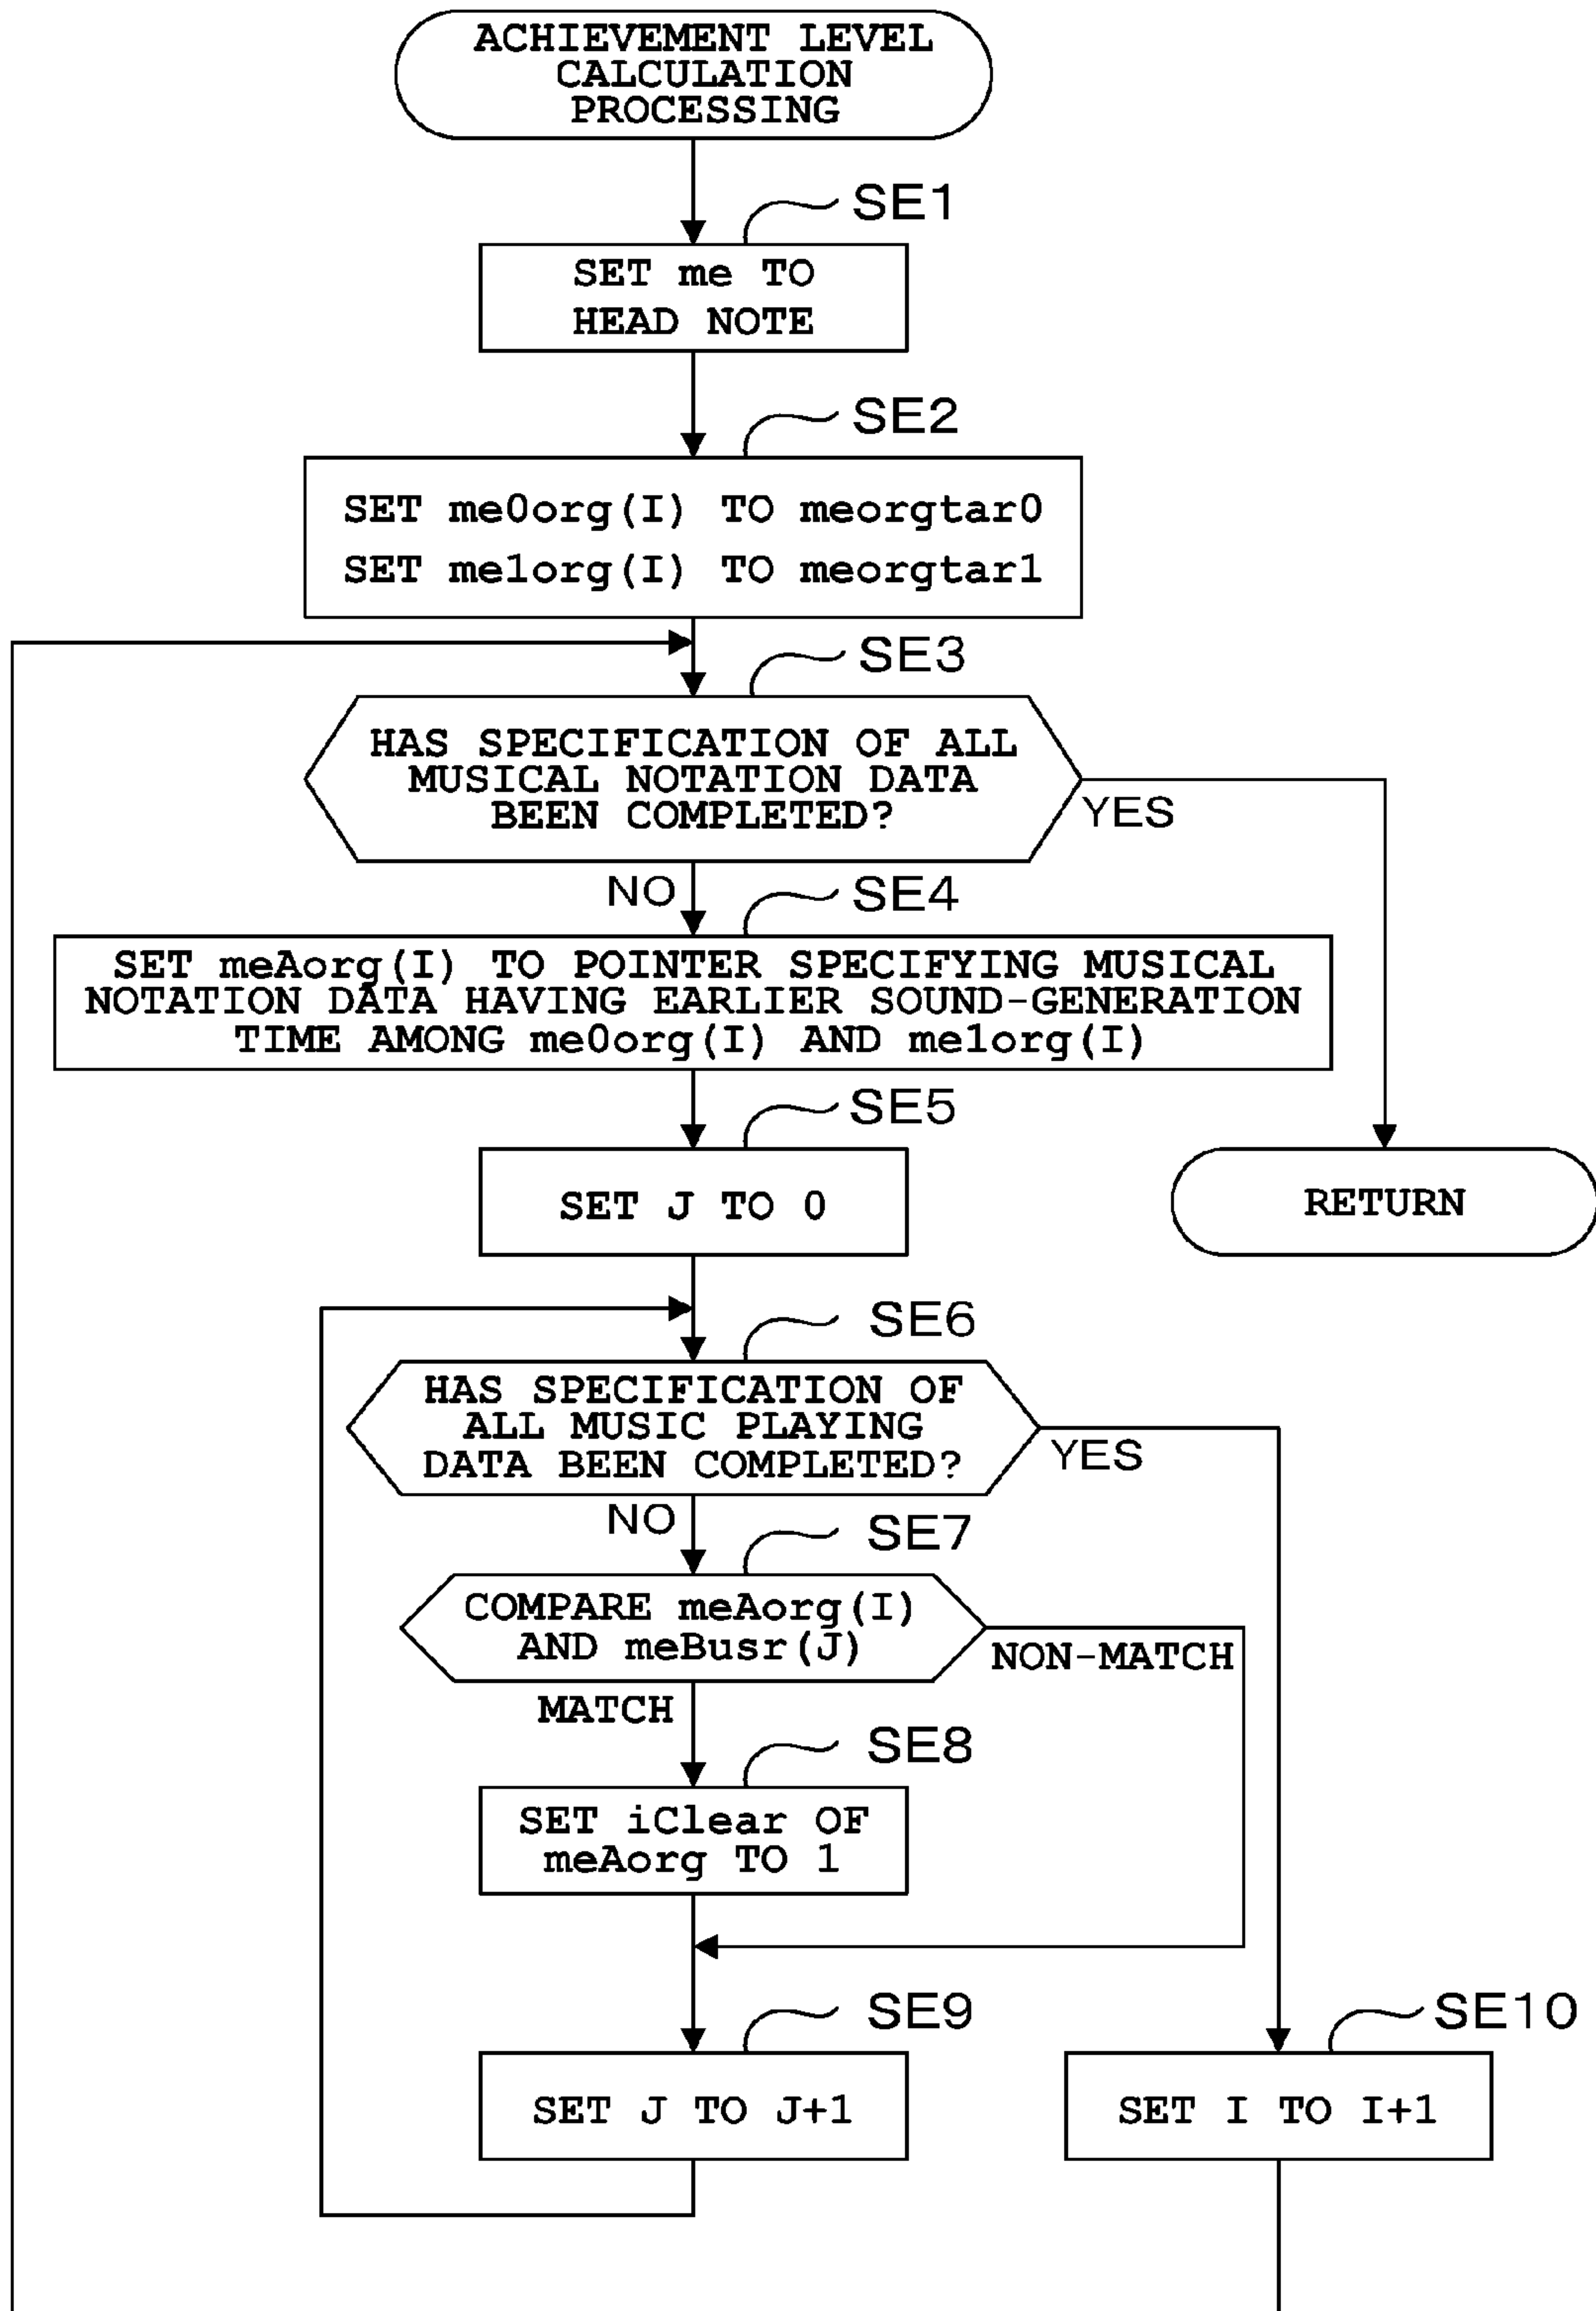 ACHIEVEMENT LEVEL
CALCULATION
PROCESSING
SE1
SET me TO
HEAD NOTE
SE2
SET me0org(I) TO meorgtar0
SET me1org(I) TO meorgtar1
SE3
HAS SPECIFICATION OF ALL
MUSICAL NOTATION DATA
BEEN COMPLETED?
YES
NO
SE4
SET meAorg(I) TO POINTER SPECIFYING MUSICAL
NOTATION DATA HAVING EARLIER SOUND-GENERATION
TIME AMONG me0org(I) AND me1org(I)
SE5
SET J TO 0
RETURN
SE6
HAS SPECIFICATION OF
ALL MUSIC PLAYING
DATA BEEN COMPLETED?
YES
NO
SE7
COMPARE meAorg(I)
AND meBusr(J)
NON-MATCH
MATCH
SE8
SET iClear OF
meAorg TO 1
SE9
SE10
SET J TO J+1
SET I TO I+1